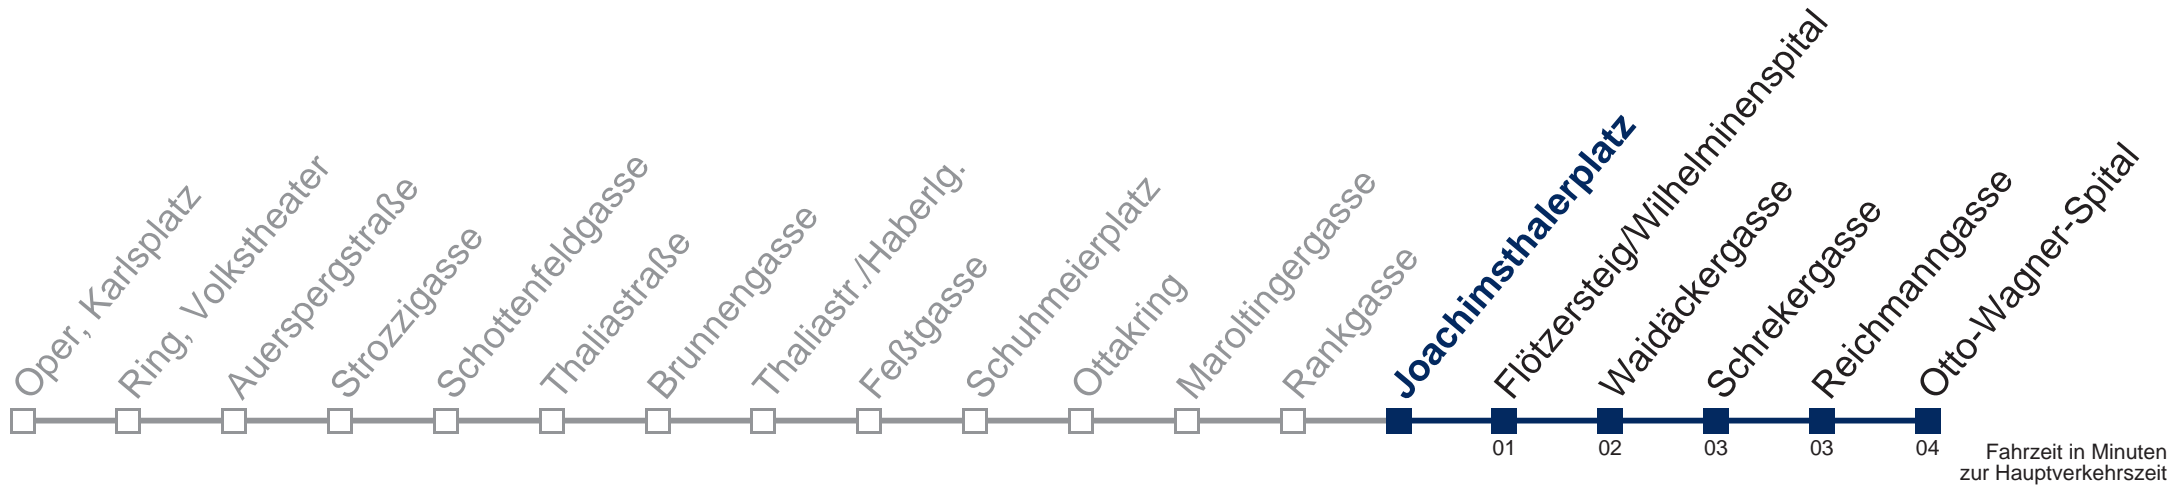 Oper, Karlsplatz
Ring, Volkstheater
Auerspergstraße
Strozzigasse
Schottenfeldgasse
Thaliastraße
Brunnengasse
Thaliastr./Haberlg.
Feßtgasse
Schuhmeierplatz
Ottakring
Maroltingergasse
Rankgasse
Joachimsthalerplatz
Flötzersteig/Wilhelminenspital
Waidäckergasse
Schrekergasse
Reichmanngasse
Otto-Wagner-Spital
01
02
03
03
04
Fahrzeit in Minuten
zur Hauptverkehrszeit